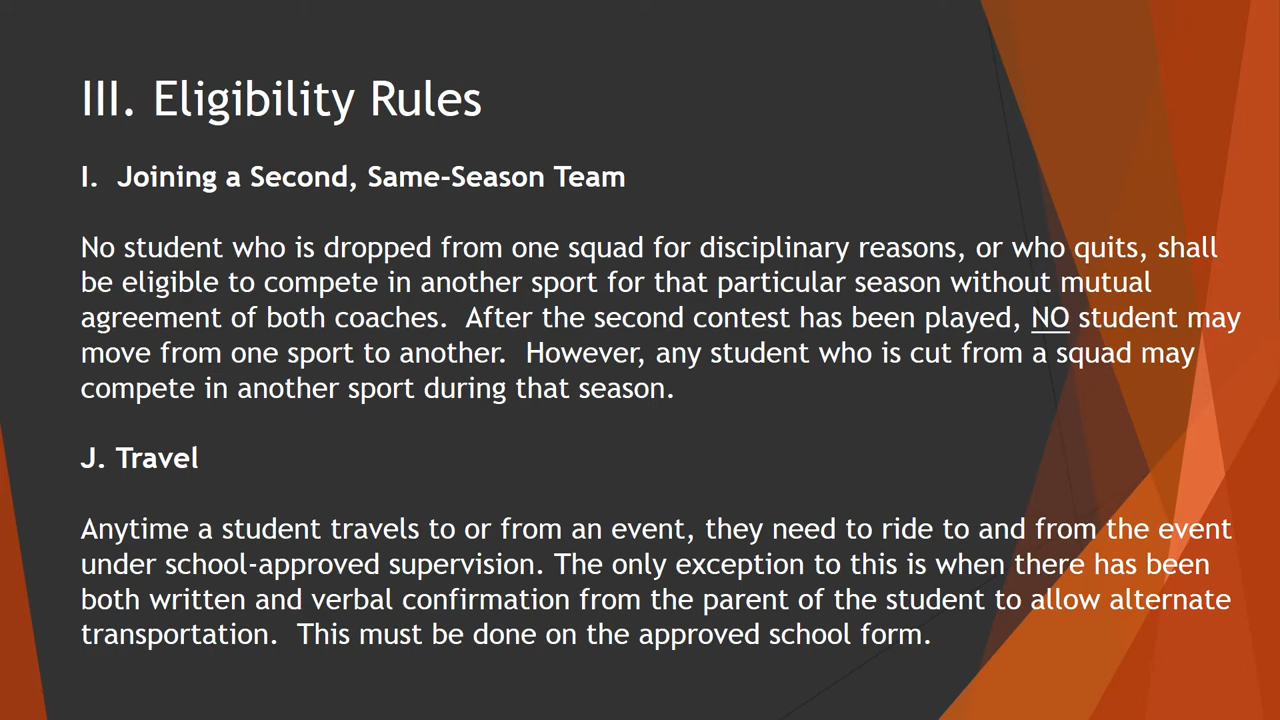 III. Eligibility Rules
I.  Joining a Second, Same-Season Team
No student who is dropped from one squad for disciplinary reasons, or who quits, shall
be eligible to compete in another sport for that particular season without mutual
agreement of both coaches.  After the second contest has been played, NO student may
move from one sport to another.  However, any student who is cut from a squad may
compete in another sport during that season.
J. Travel
Anytime a student travels to or from an event, they need to ride to and from the event
under school-approved supervision. The only exception to this is when there has been
both written and verbal confirmation from the parent of the student to allow alternate
transportation.  This must be done on the approved school form.